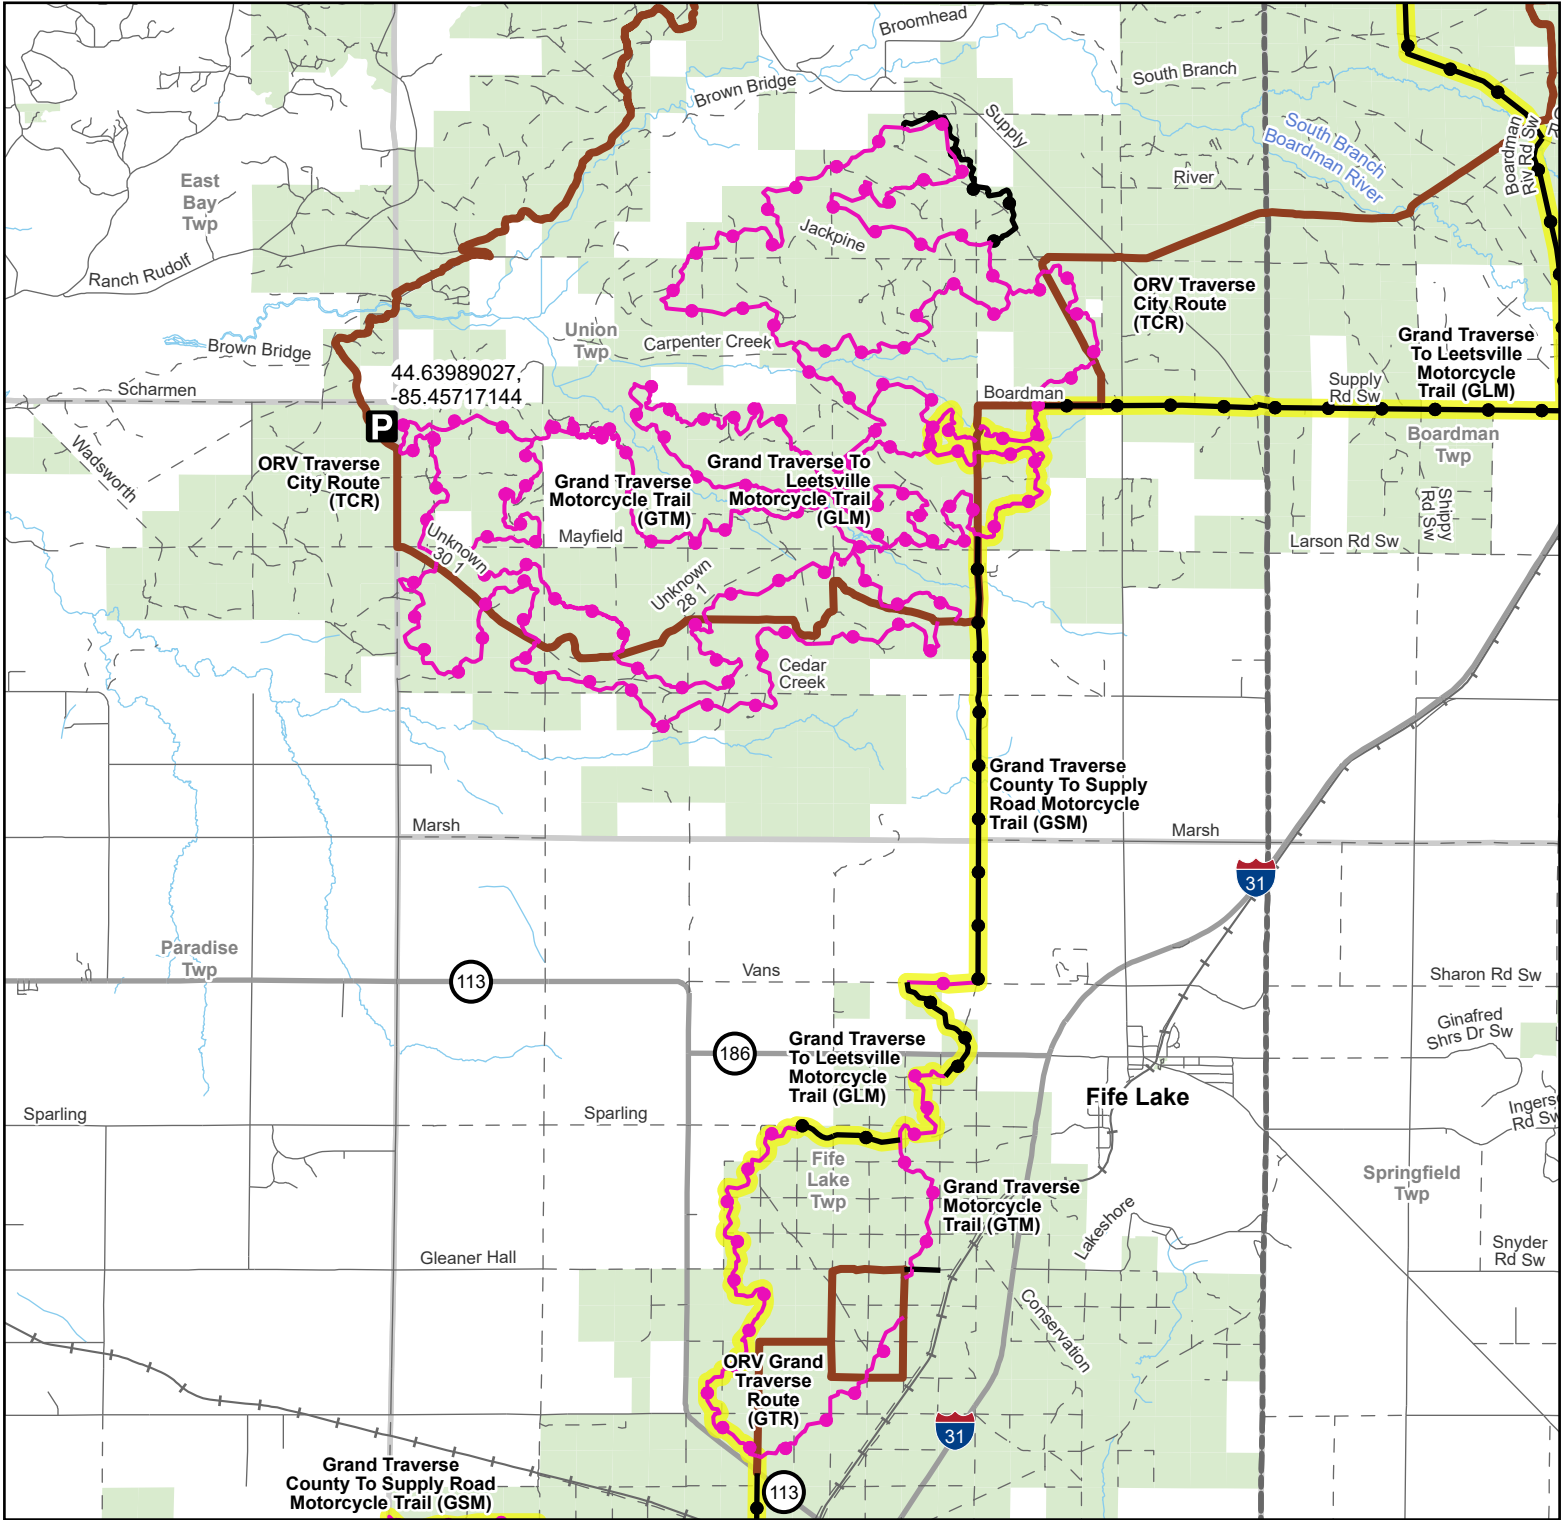 Broomhead
South Branch
Brown Bridge
Supply
South Branch
Boardman River
Boardman
Rv Rd Sw
East
Bay
Twp
River
Jackpine
Ranch Rudolf
ORV Traverse
City Route
(TCR)
Union
Twp
Carpenter Creek
Brown Bridge
Grand Traverse
To Leetsville
Motorcycle
Trail (GLM)
44.63989027,
-85.45717144
Scharmen
Boardman
Supply
Rd Sw
P
Boardman
Twp
Wadsworth
ORV Traverse
City Route
(TCR)
Grand Traverse
Motorcycle Trail
(GTM)
Grand Traverse To
Leetsville
Motorcycle Trail
(GLM)
Shippy
Rd Sw
Mayfield
Larson Rd Sw
Unknown
30 1
Unknown
28 1
Cedar
Creek
Grand Traverse
County To Supply
Road Motorcycle
Trail (GSM)
Marsh
Marsh
31
Paradise
Twp
113
Vans
Sharon Rd Sw
Ginafred
Shrs Dr Sw
186
Grand Traverse
To Leetsville
Motorcycle
Trail (GLM)
Fife Lake
Sparling
Sparling
Rd Sw
Fife
Lake
Twp
Springfield
Twp
Grand Traverse
Motorcycle
Trail (GTM)
Lakeshore
Gleaner Hall
Snyder
Rd Sw
Conservation
ORV Grand
Traverse
Route
(GTR)
31
Grand Traverse
County To Supply Road
Motorcycle Trail (GSM)
113